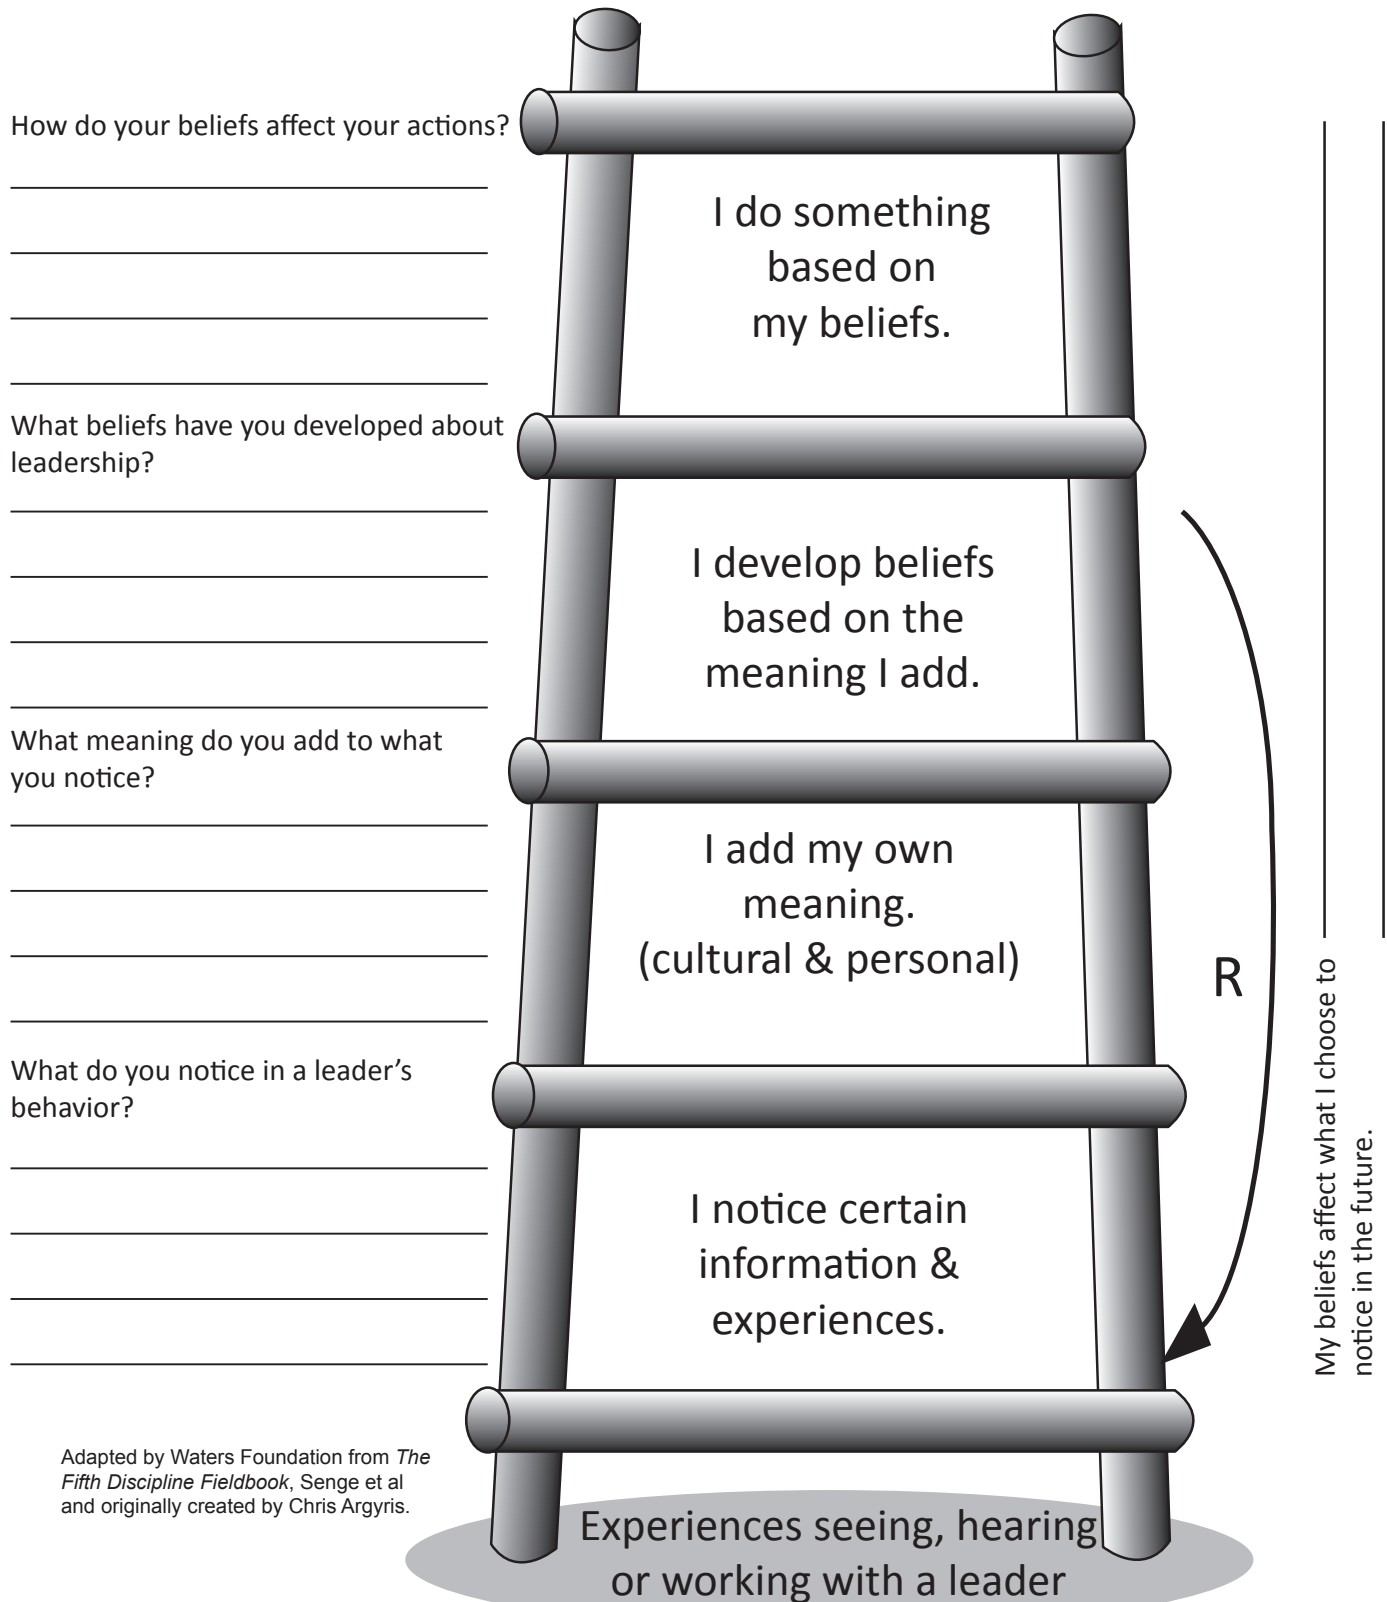 How do your beliefs affect your actions?
I do something
based on
my beliefs.
What beliefs have you developed about
leadership?
I develop beliefs
based on the
meaning I add.
What meaning do you add to what
you notice?
I add my own
meaning.
(cultural & personal)
R
My beliefs affect what I choose to
notice in the future.
What do you notice in a leader’s
behavior?
I notice certain
information &
experiences.
Adapted by Waters Foundation from The
Fifth Discipline Fieldbook, Senge et al
and originally created by Chris Argyris.
Experiences seeing, hearing
or working with a leader